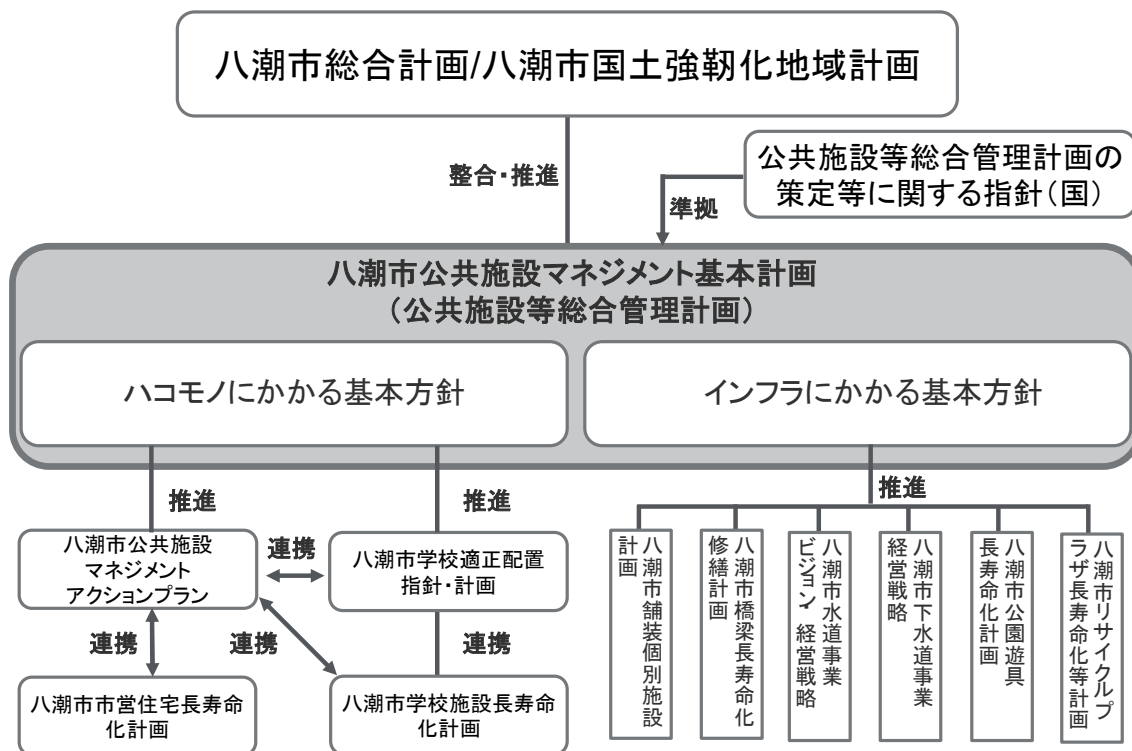 八潮市総合計画/八潮市国土強靭化地域計画
整合・推進
公共施設等総合管理計画の
策定等に関する指針(国)
準拠
八潮市公共施設マネジメント基本計画
(公共施設等総合管理計画)
ハコモノにかかる基本方針
インフラにかかる基本方針
推進
推進
推進
八潮市公共施設
マネジメント
アクションプラン
連携
八潮市学校適正配置
指針・計画
連携
連携
八潮市市営住宅長寿命
化計画
八潮市学校施設長寿命
化計画
八潮市舗装個別施設
計画
八潮市橋梁長寿命化
修繕計画
八潮市水道事業
ビジョン・経営戦略
八潮市下水道事業
経営戦略
八潮市公園遊具
長寿命化計画
八潮市リサイクルプ
ラザ長寿命化等計画